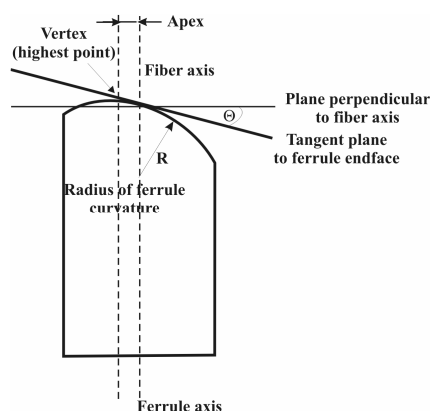 Apex
Vertex
(highest point)
Fiber axis
Plane perpendicular
to fiber axis
Θ
Tangent plane
to ferrule endface
R
Radius of ferrule
curvature
Ferrule axis